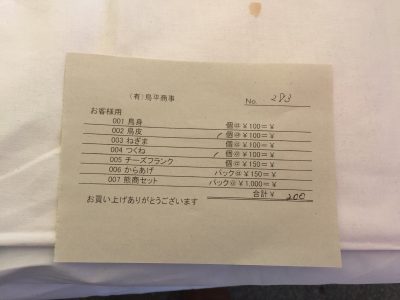 (有)鳥平商事
No. 283
お客様用
001 鳥身 個@¥100=¥
002 鳥皮 1 個@¥100=¥
003 ねぎま 個@¥100=¥
004 つくね 1 個@¥100=¥
005 チーズフランク 個@¥150=¥
006 からあげ パック@¥150=¥
007 熊商セット パック@¥1,000=¥
合計¥ 200
お買い上げありがとうございます